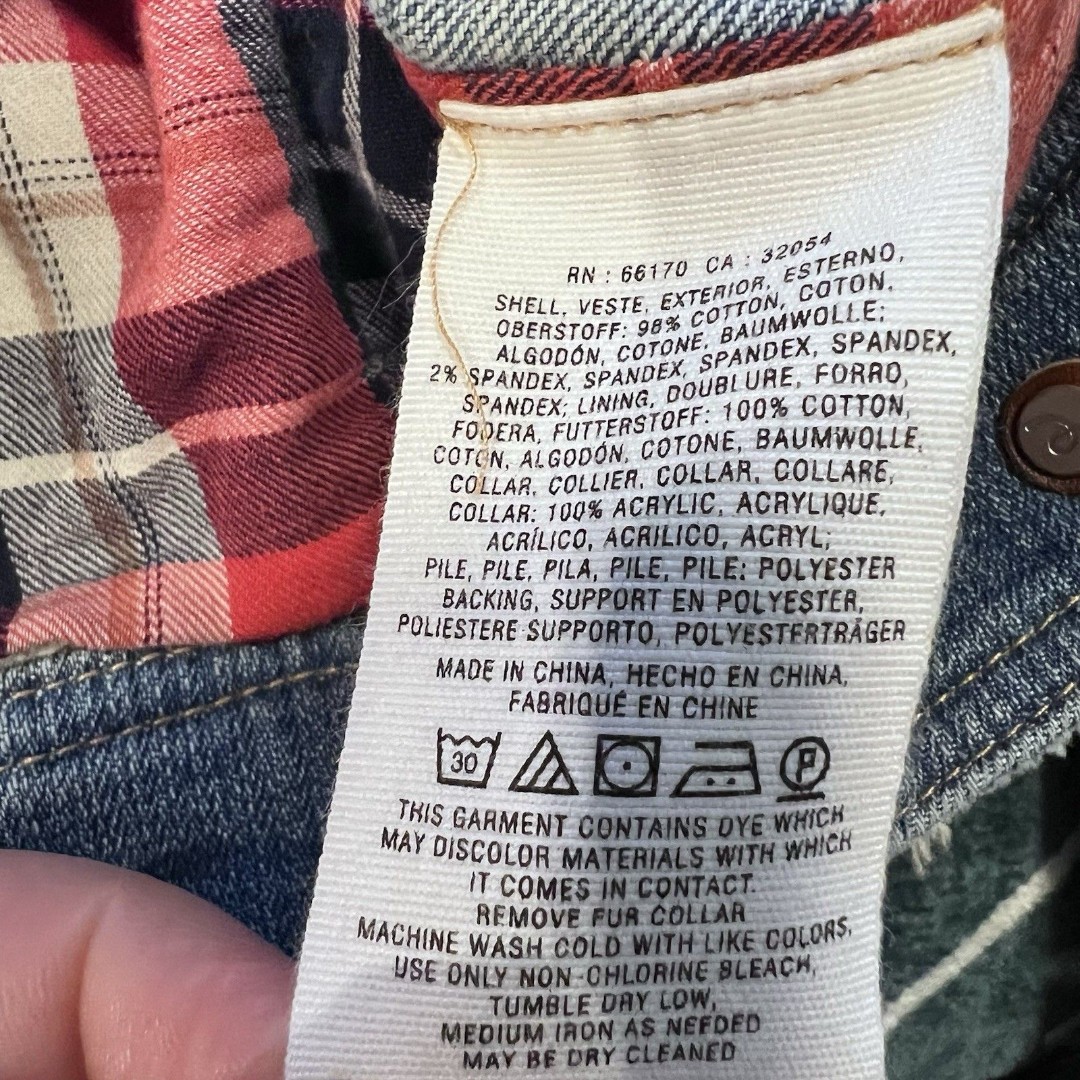 RN : 66170 CA : 32054
SHELL, VESTE, EXTERIOR, ESTERNO,
OBERSTOFF: 98% COTTON, COTON,
ALGODÓN, COTONE, BAUMWOLLE;
2% SPANDEX, SPANDEX, SPANDEX, SPANDEX,
SPANDEX; LINING, DOUBLURE, FORRO,
FODERA, FUTTERSTOFF: 100% COTTON,
COTON, ALGODÓN, COTONE, BAUMWOLLE,
COLLAR, COLLIER, COLLAR, COLLARE,
COLLAR: 100% ACRYLIC, ACRYLIQUE,
ACRÍLICO, ACRILICO, ACRYL;
PILE, PILE, PILA, PILE, PILE: POLYESTER
BACKING, SUPPORT EN POLYESTER,
POLIESTERE SUPPORTO, POLYESTERTRÄGER
MADE IN CHINA, HECHO EN CHINA,
FABRIQUÉ EN CHINE
30 P
THIS GARMENT CONTAINS DYE WHICH
MAY DISCOLOR MATERIALS WITH WHICH
IT COMES IN CONTACT.
REMOVE FUR COLLAR
MACHINE WASH COLD WITH LIKE COLORS,
USE ONLY NON-CHLORINE BLEACH,
TUMBLE DRY LOW,
MEDIUM IRON AS NEEDED
MAY BE DRY CLEANED